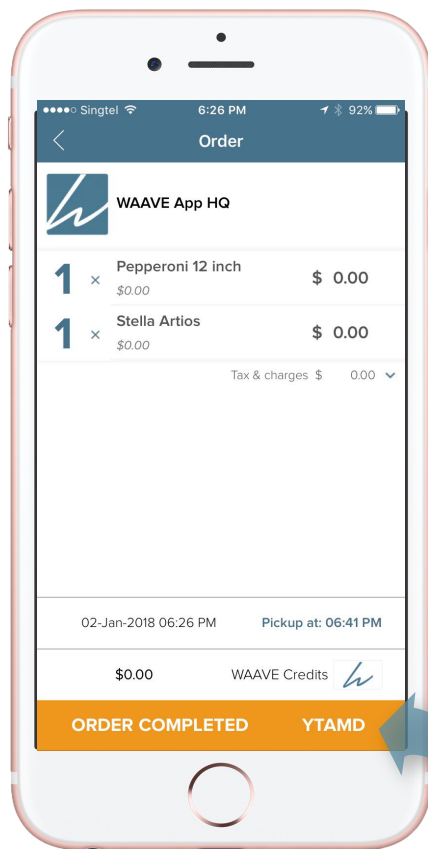 Singtel 6:26 PM 92%
Order
WAAVE App HQ
1 × Pepperoni 12 inch $ 0.00
$0.00
1 × Stella Artios $ 0.00
$0.00
Tax & charges $ 0.00
02-Jan-2018 06:26 PM Pickup at: 06:41 PM
$0.00 WAAVE Credits
ORDER COMPLETED YTAMD